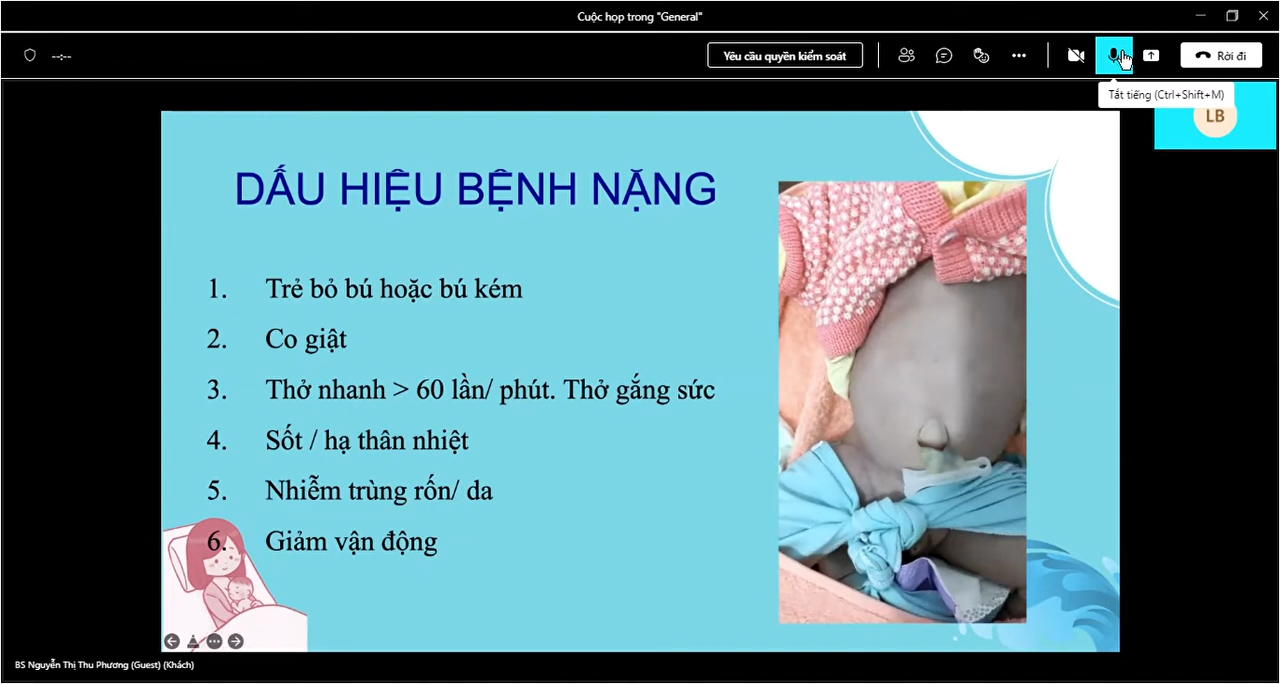 Cuộc họp trong "General"
--:--
Yêu cầu quyền kiểm soát
Rời đi
Tắt tiếng (Ctrl+Shift+M)
LB
DẤU HIỆU BỆNH NẶNG
1. Trẻ bỏ bú hoặc bú kém
2. Co giật
3. Thở nhanh > 60 lần/ phút. Thở gắng sức
4. Sốt / hạ thân nhiệt
5. Nhiễm trùng rốn/ da
6. Giảm vận động
BS Nguyễn Thị Thu Phương (Guest) (Khách)